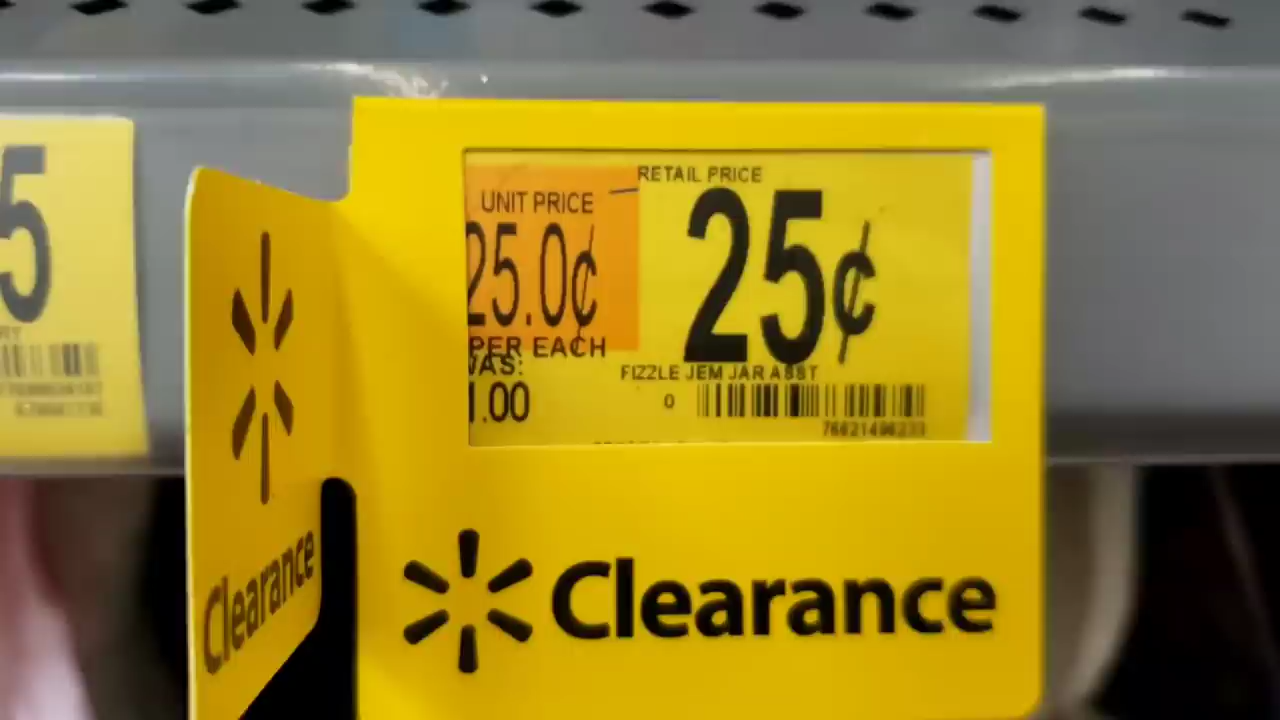 5
RETAIL PRICE
UNIT PRICE
25.0¢
25¢
PER EACH
WAS:
1.00
FIZZLE JEM JAR ASST
0
Clearance
Clearance